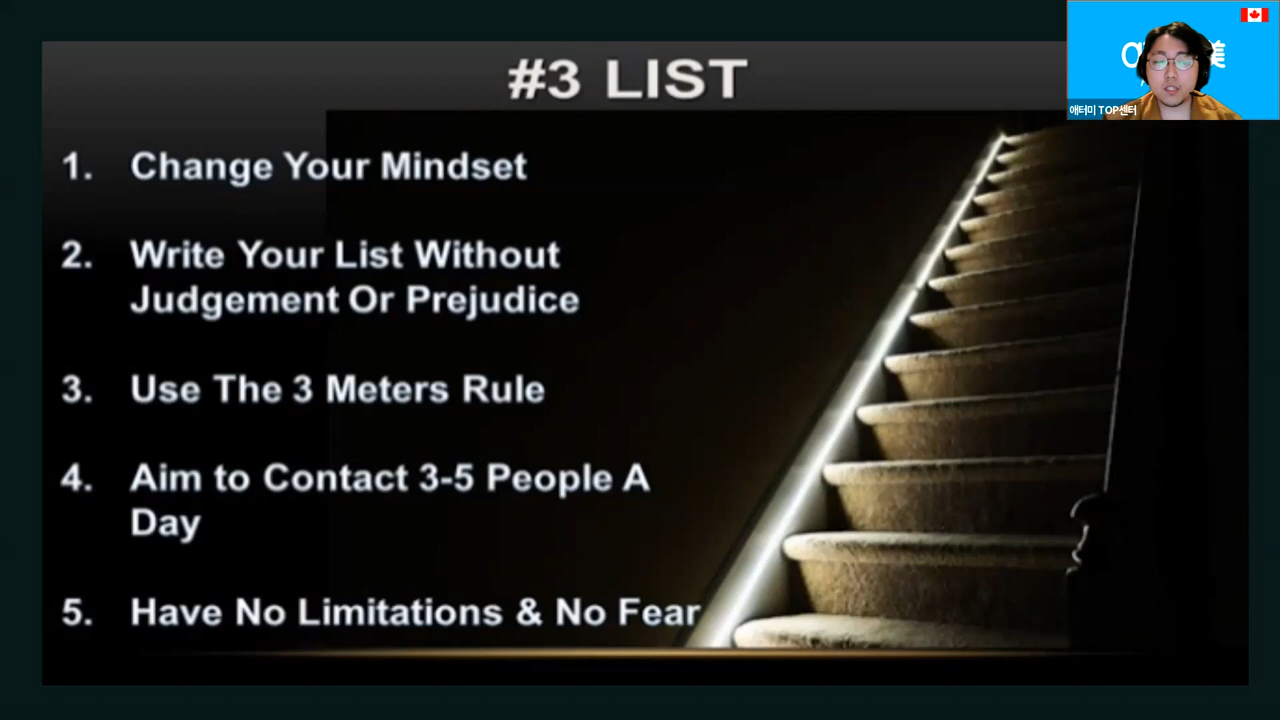 #3 LIST
1. Change Your Mindset
2. Write Your List Without
Judgement Or Prejudice
3. Use The 3 Meters Rule
4. Aim to Contact 3-5 People A
Day
5. Have No Limitations & No Fear
美
애터미 TOP센터